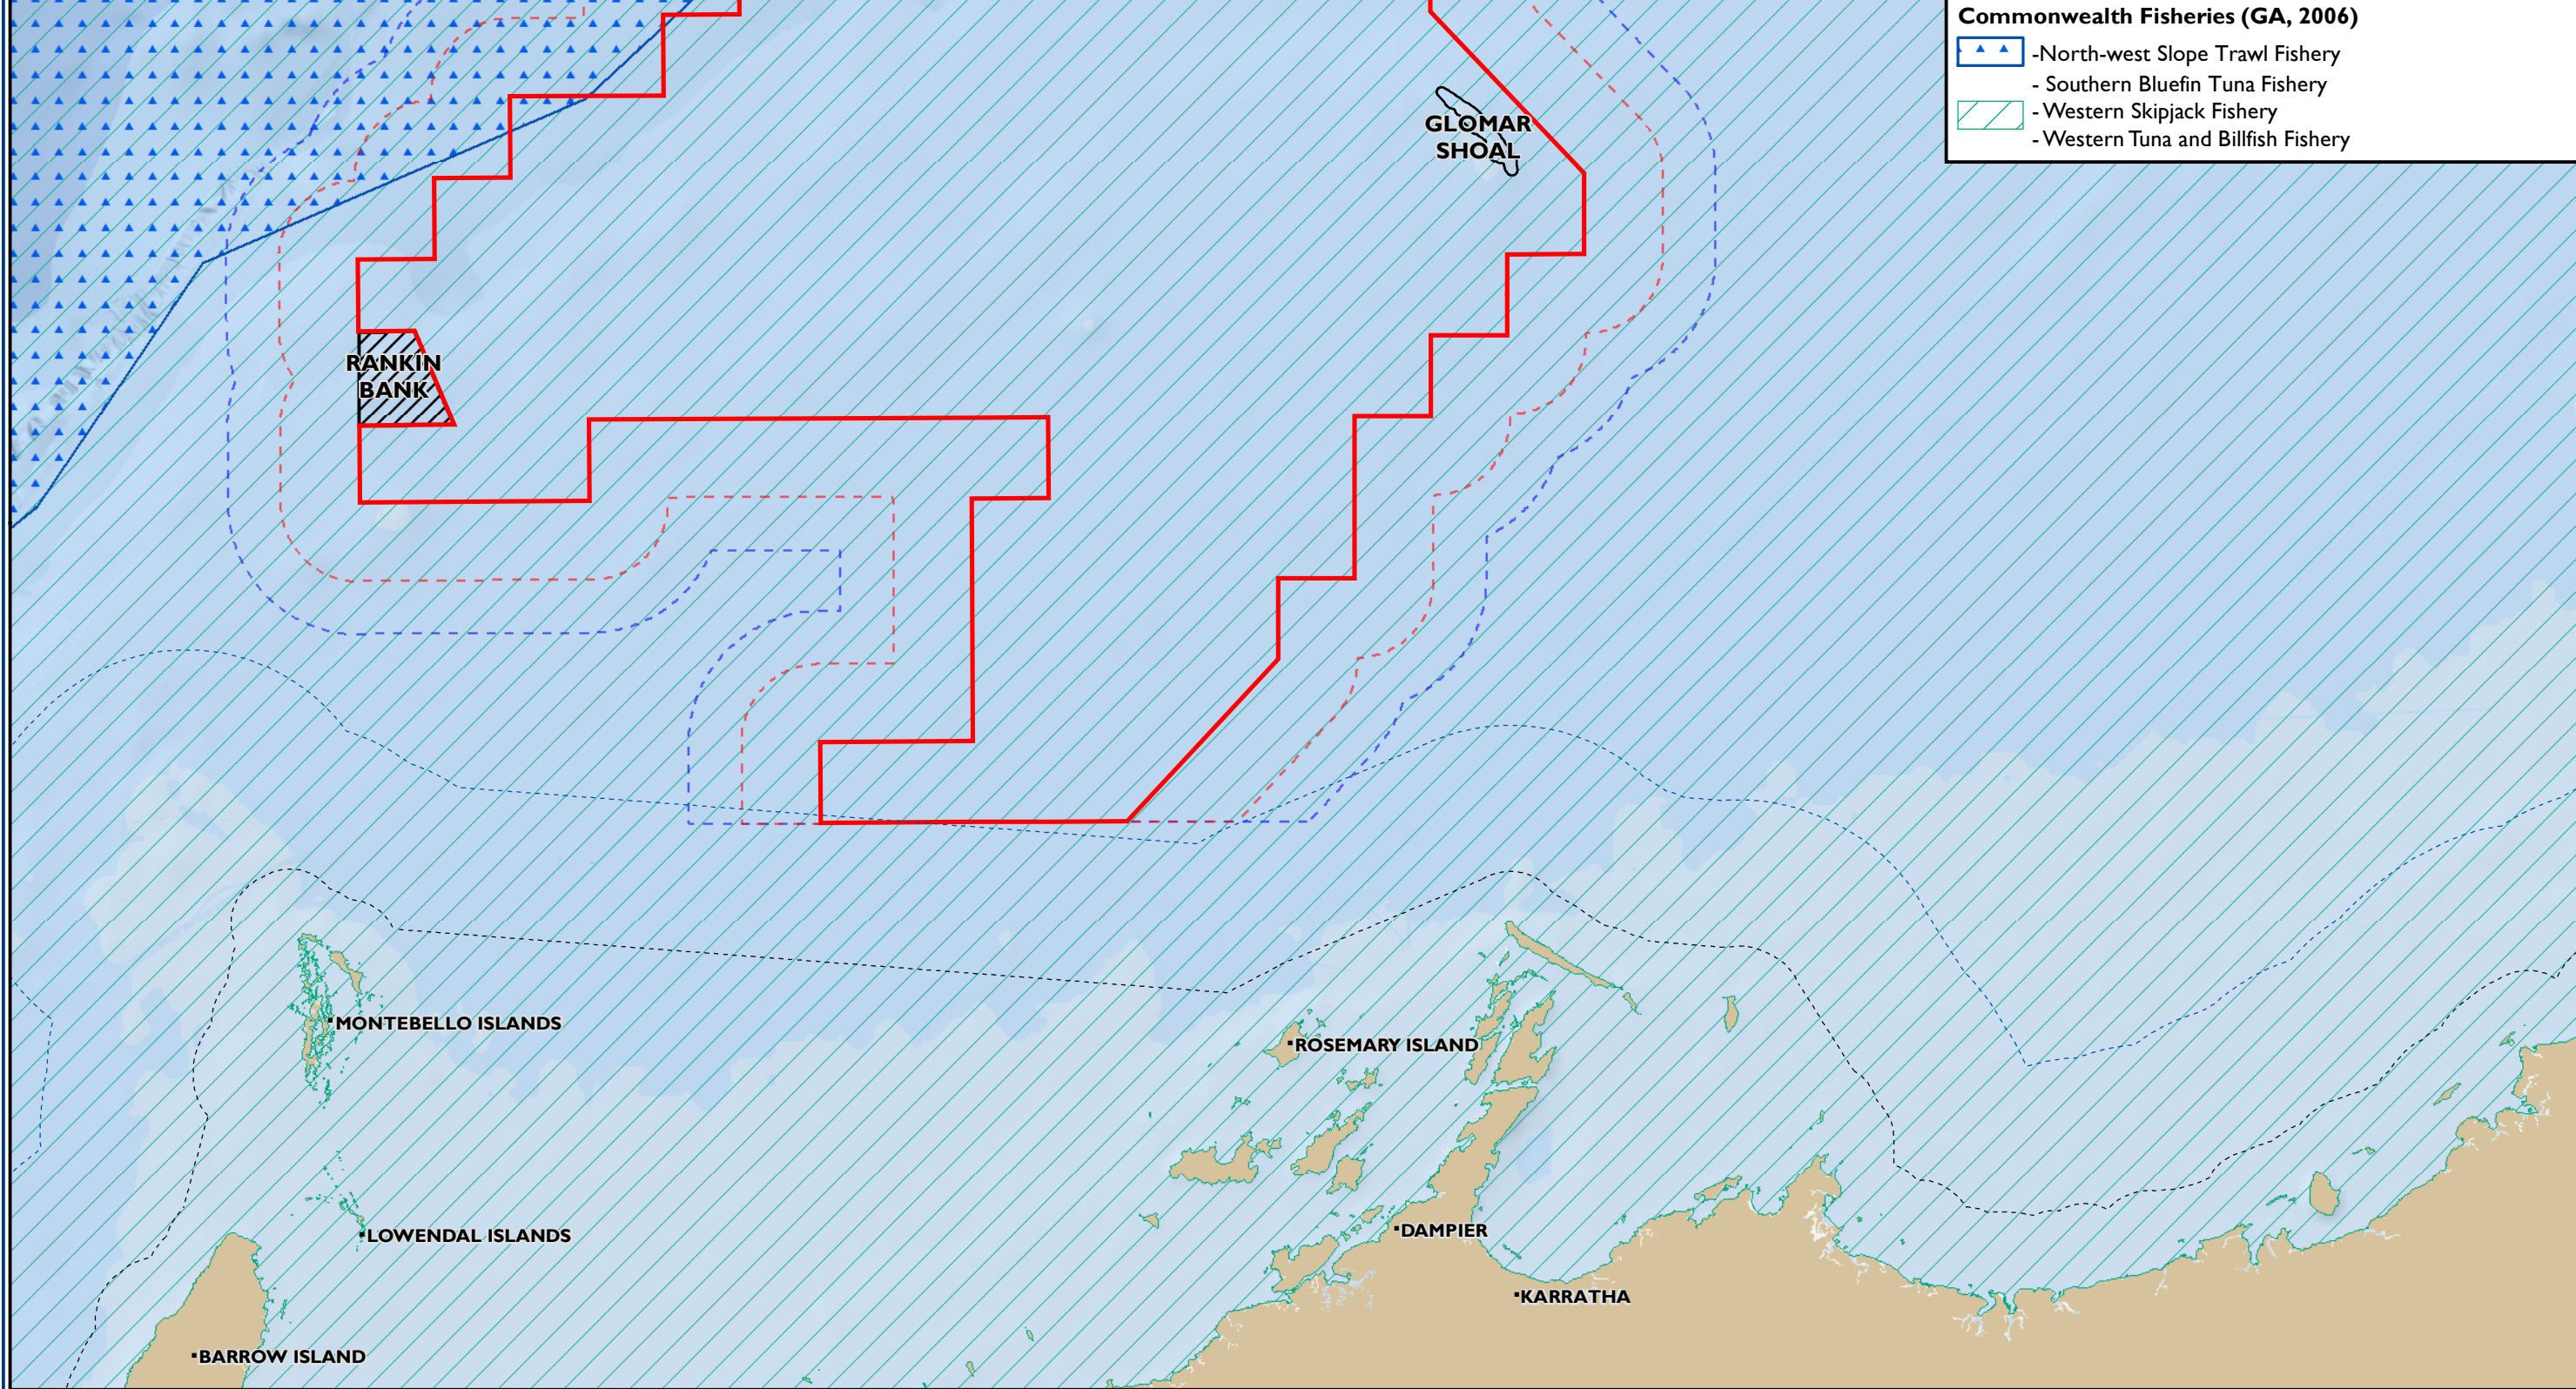 Commonwealth Fisheries (GA, 2006)
-North-west Slope Trawl Fishery
- Southern Bluefin Tuna Fishery
- Western Skipjack Fishery
- Western Tuna and Billfish Fishery
GLOMAR
SHOAL
RANKIN
BANK
MONTEBELLO ISLANDS
ROSEMARY ISLAND
LOWENDAL ISLANDS
DAMPIER
KARRATHA
BARROW ISLAND